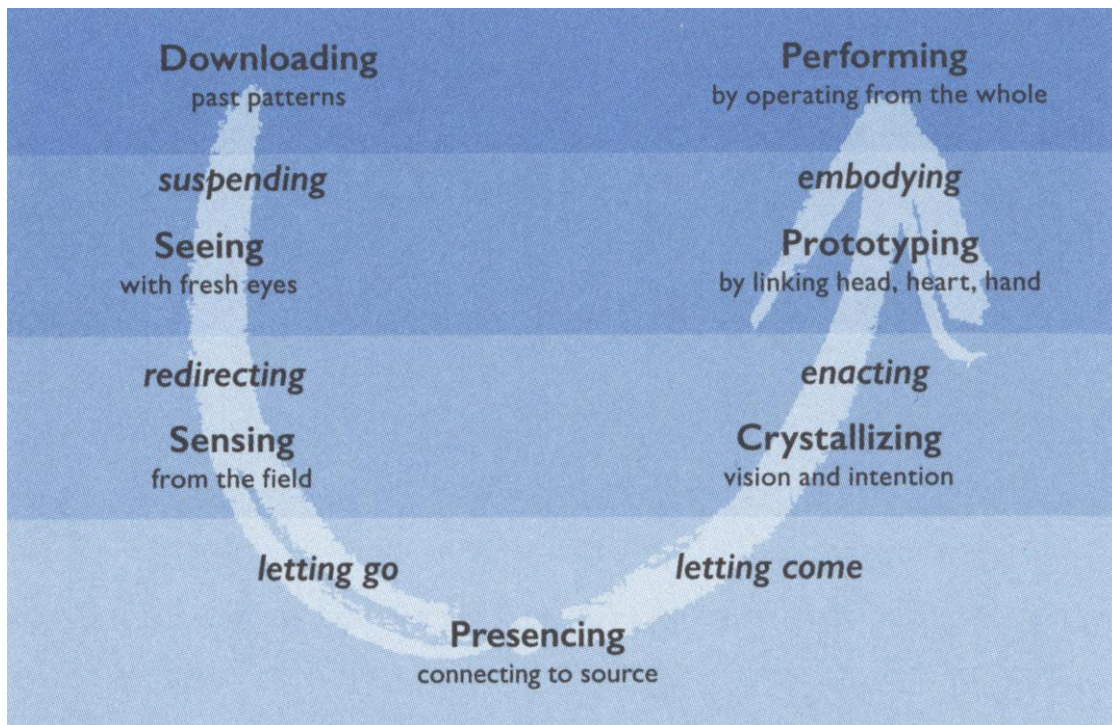 Downloading
past patterns
suspending
Seeing
with fresh eyes
redirecting
Sensing
from the field
letting go
Presencing
connecting to source
letting come
Crystallizing
vision and intention
enacting
Prototyping
by linking head, heart, hand
embodying
Performing
by operating from the whole